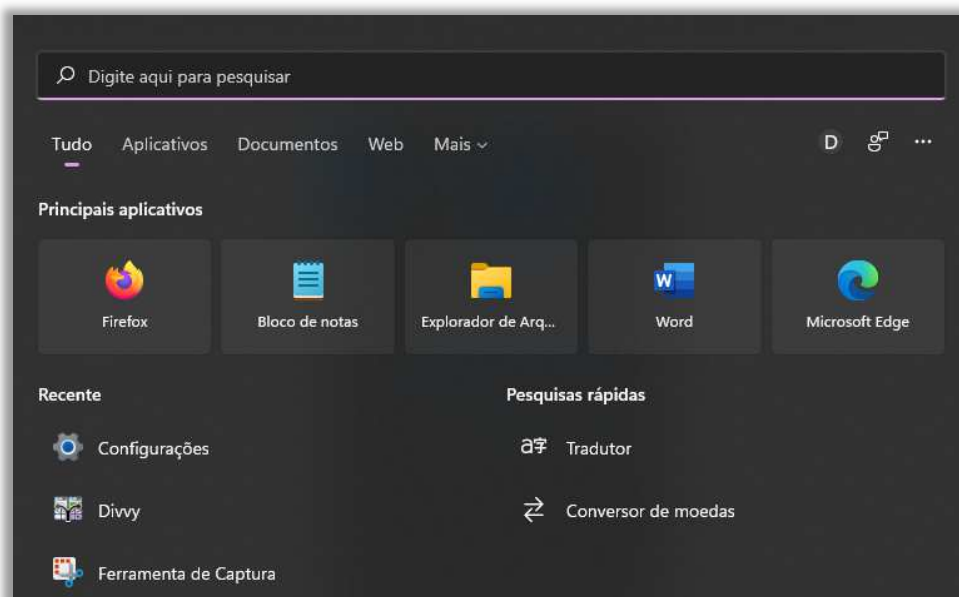 Digite aqui para pesquisar
Tudo Aplicativos Documentos Web Mais D
Principais aplicativos
Firefox Bloco de notas Explorador de Arq... Word Microsoft Edge
Recente Pesquisas rápidas
Configurações Tradutor
Divvy Conversor de moedas
Ferramenta de Captura